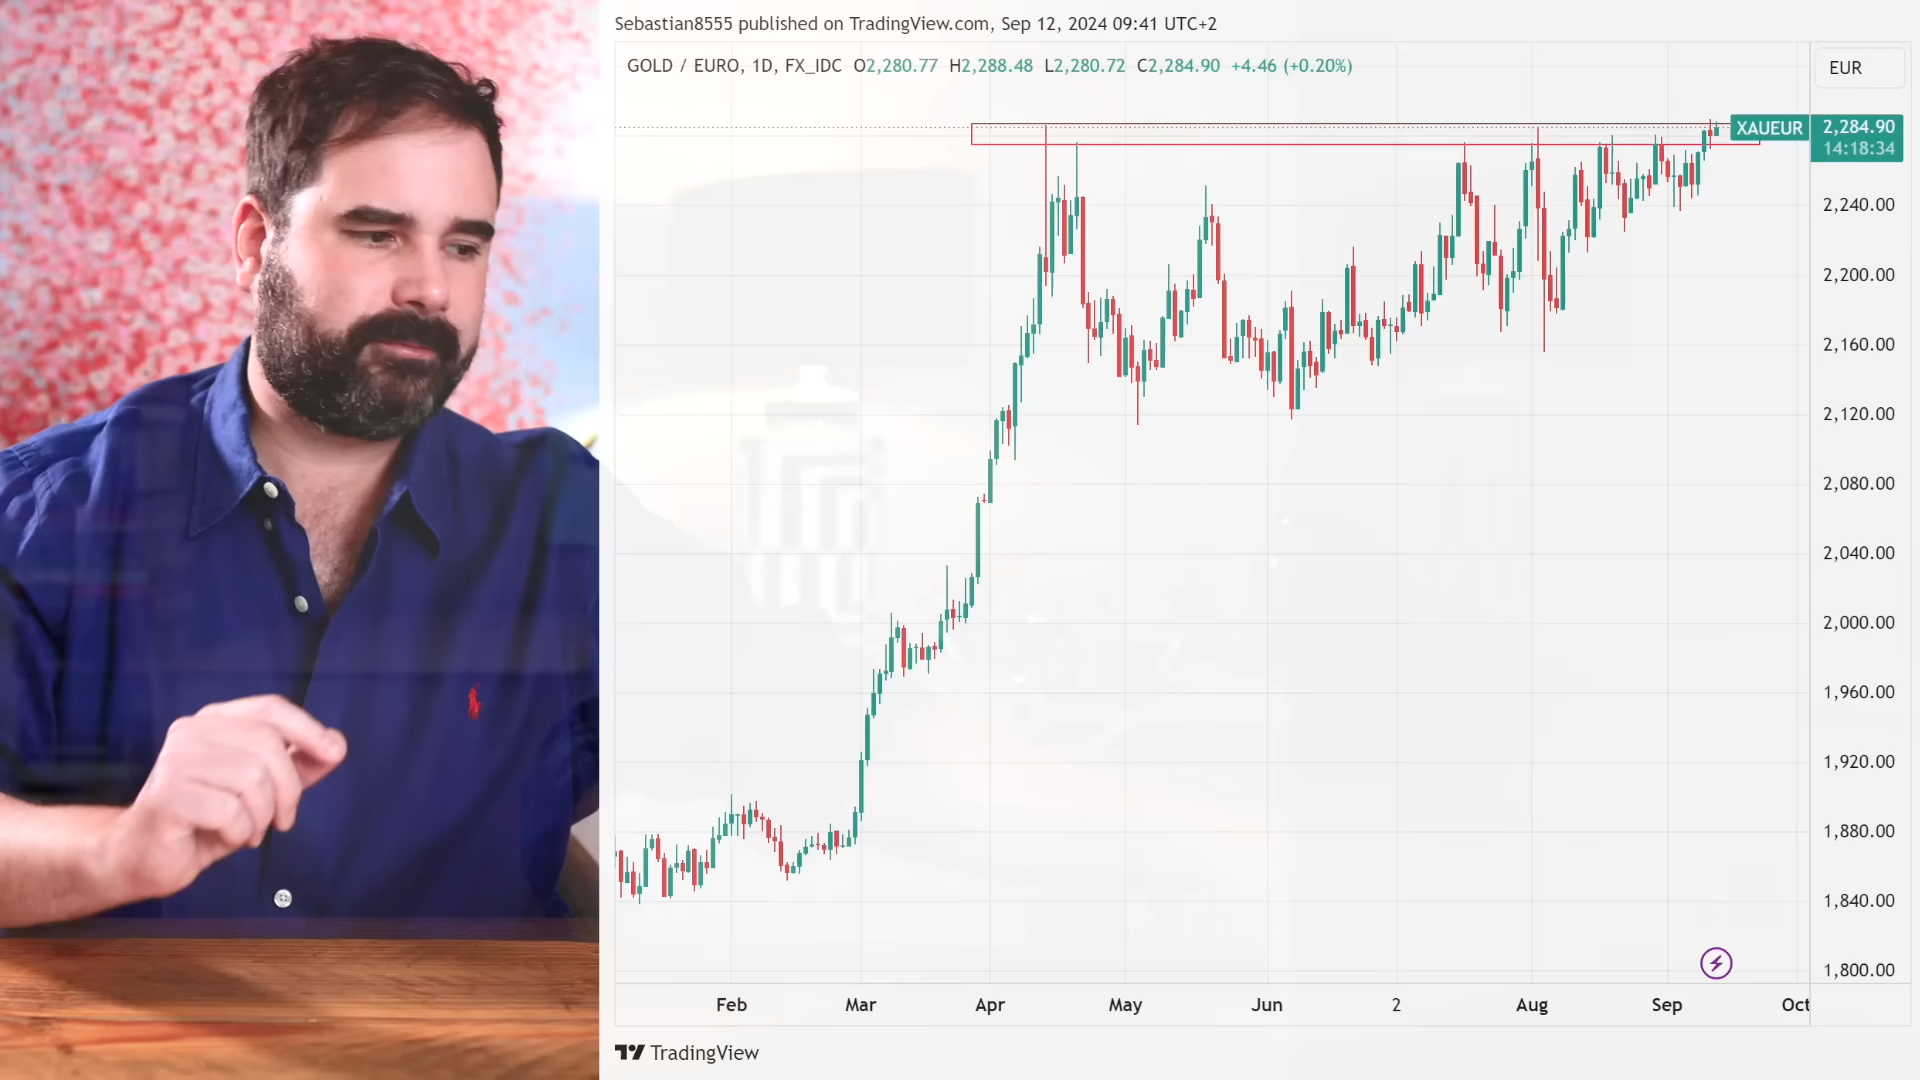 Sebastian8555 published on TradingView.com, Sep 12, 2024 09:41 UTC+2
GOLD / EURO, 1D, FX_IDC O2,280.77 H2,288.48 L2,280.72 C2,284.90 +4.46 (+0.20%)
EUR
XAUEUR 2,284.90
14:18:34
2,240.00
2,200.00
2,160.00
2,120.00
2,080.00
2,040.00
2,000.00
1,960.00
1,920.00
1,880.00
1,840.00
1,800.00
Feb Mar Apr May Jun 2 Aug Sep Oct
TradingView